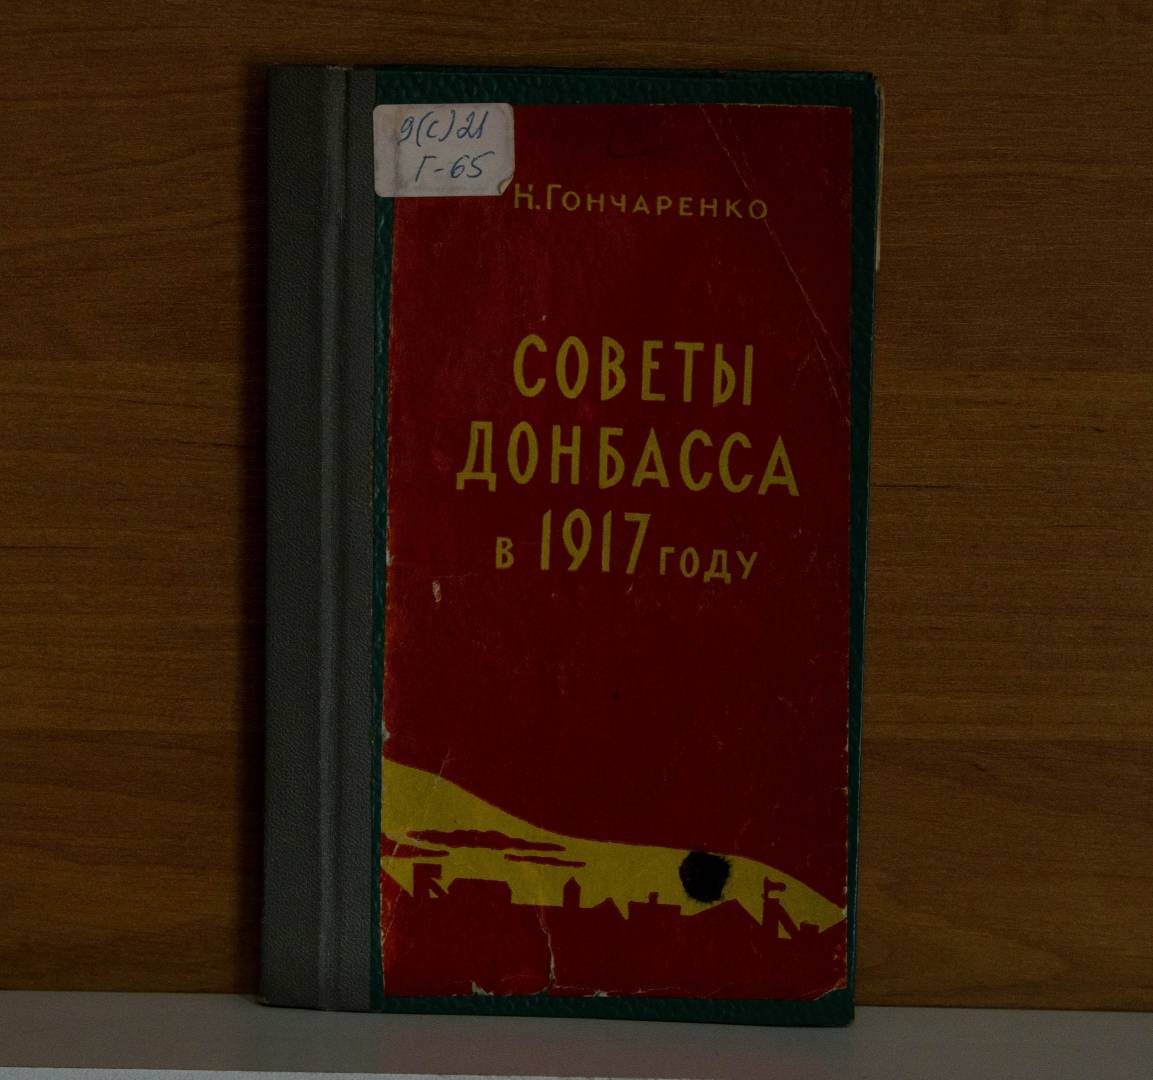 9(с)21
Г-65
Н. Гончаренко
СОВЕТЫ
ДОНБАССА
в 1917 году